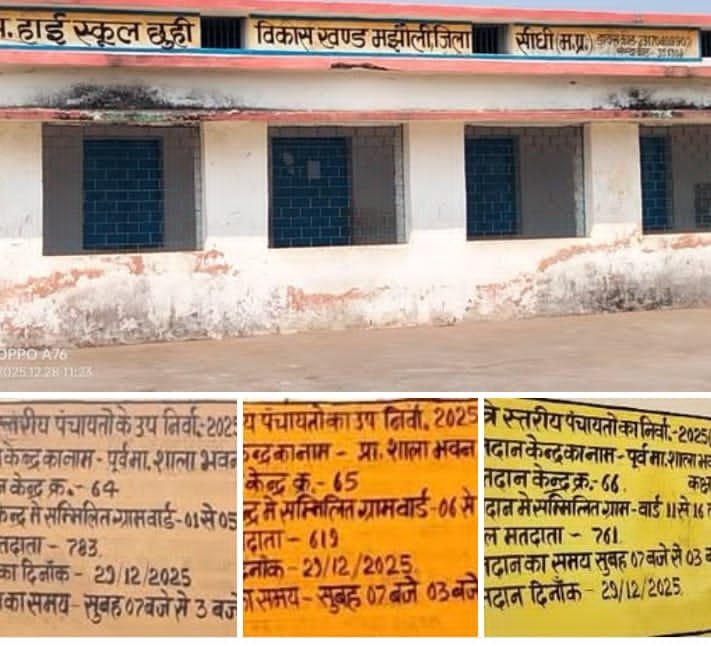 हाई स्कूल छुही
विकास खण्ड मझौली, जिला
सीधी (म.प्र.)
OPPO A76
2025.12.28 11:23
स्तरीय पंचायतो के उप निर्वा.-2025
केन्द्र का नाम - पूर्व मा. शाला भवन
केन्द्र क्र.- 64
केन्द्र मे सम्मिलित ग्राम वार्ड -01 से 05
मतदाता - 783.
का दिनाँक - 29/12/2025
का समय - सुबह 07 बजे से 3 बजे
पंचायतो का उप निर्वा. 2025
केन्द्र का नाम - प्रा. शाला भवन
केन्द्र क्रं.- 65
मे सम्मिलित ग्राम वार्ड -06 से
दाता - 619
दिनाँक - 29/12/2025.
समय - सुबह 07 बजे 03 बजे
स्तरीय पंचायतो का निर्वा.-2025
मतदान केन्द्र का नाम - पूर्व मा. शाला भवन
मतदान केन्द्र क्र.- 66. कक्ष
मतदान मे सम्मिलित ग्राम - वार्ड 11 से 16
मतदाता - 761.
मतदान का समय सुबह 07 बजे से 03 ब
मतदान दिनाँक - 29/12/2025.